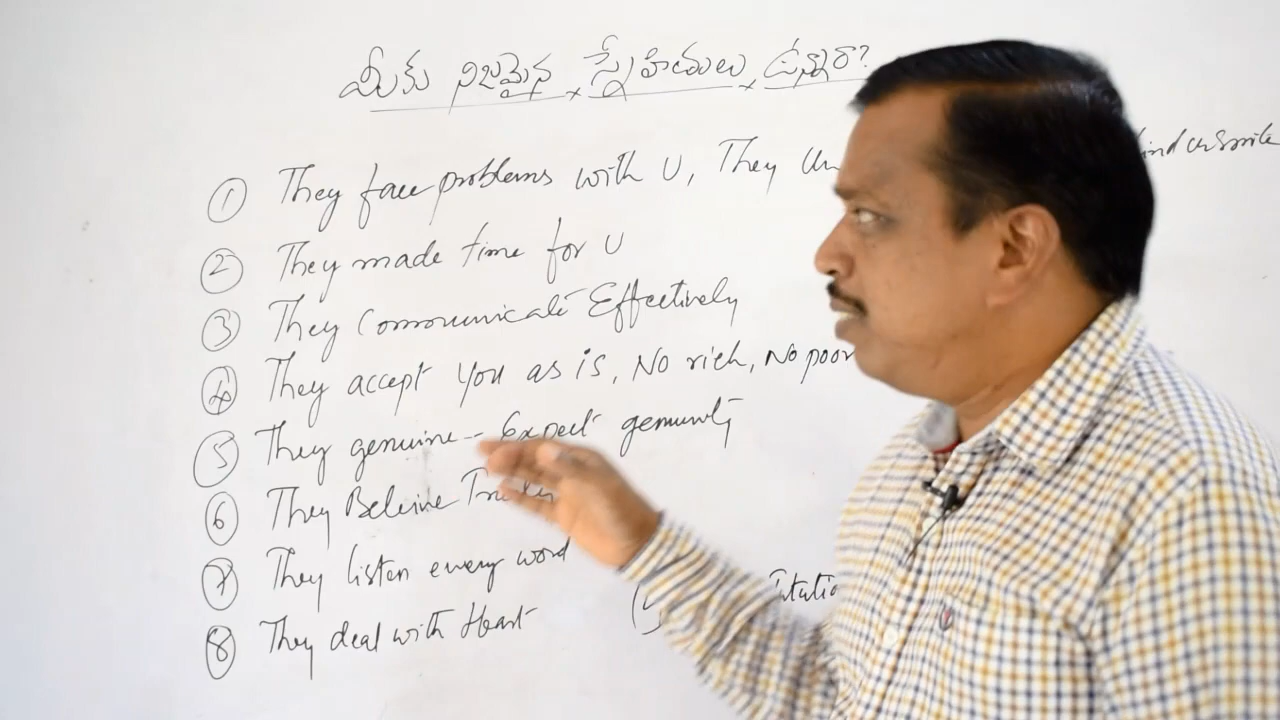 మీకు నిజమైన స్నేహితులు ఉన్నారా?
① They face problems with U, They
② They made time for U
③ They Communicate Effectively
④ They accept You as is, No rich, No poor
⑤ They genuine -- Expect genuinity
⑥ They Beleive
⑦ They listen every word
⑧ They deal with Heart